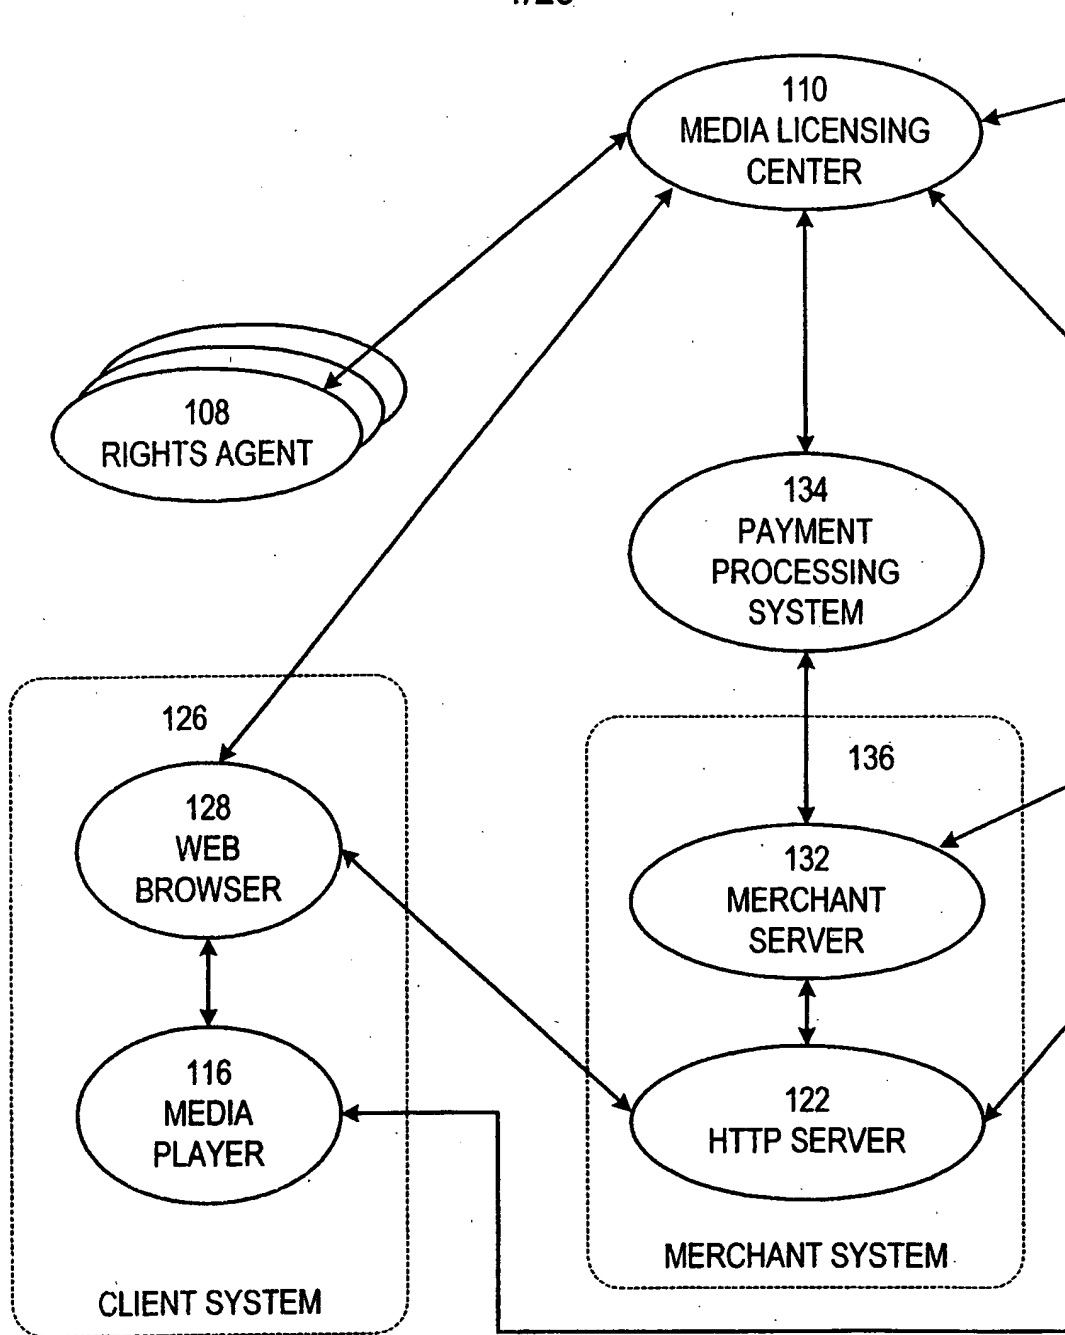 110
MEDIA LICENSING
CENTER
108
RIGHTS AGENT
134
PAYMENT
PROCESSING
SYSTEM
126
136
128
WEB
BROWSER
132
MERCHANT
SERVER
116
MEDIA
PLAYER
122
HTTP SERVER
MERCHANT SYSTEM
CLIENT SYSTEM